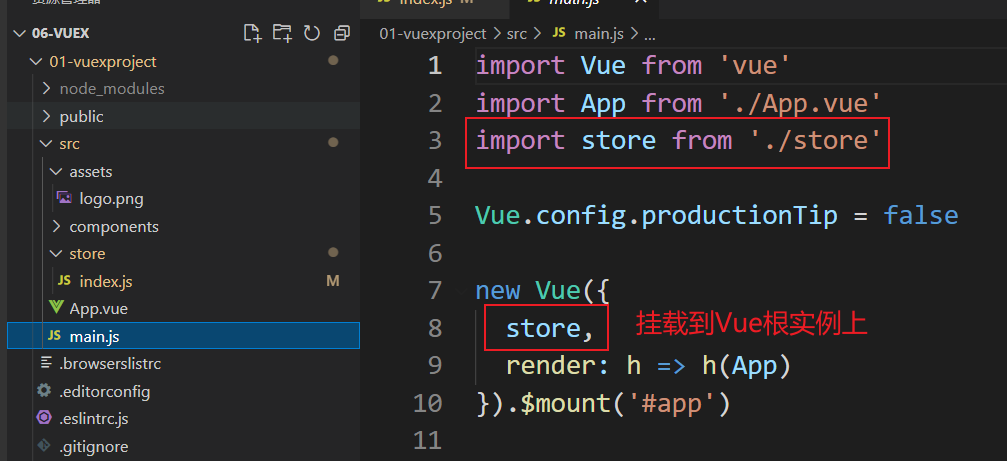 资源管理器
06-VUEX
01-vuexproject
node_modules
public
src
assets
logo.png
components
store
JS index.js M
App.vue
JS main.js
.browserslistrc
.editorconfig
.eslintrc.js
.gitignore
JS index.js M JS main.js
01-vuexproject > src > JS main.js > ...
1 import Vue from 'vue'
2 import App from './App.vue'
3 import store from './store'
4
5 Vue.config.productionTip = false
6
7 new Vue({
8 store, 挂载到Vue根实例上
9 render: h => h(App)
10 }).$mount('#app')
11